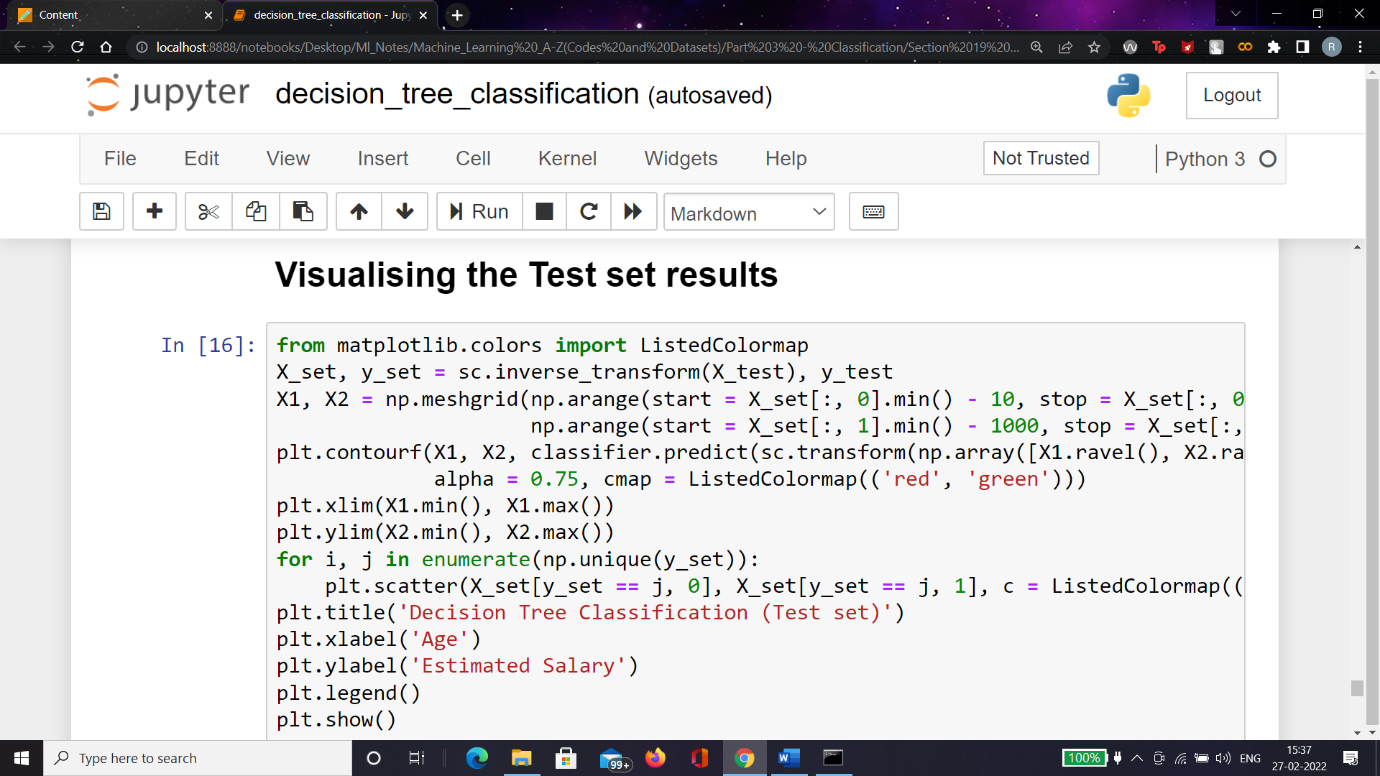 Content
decision_tree_classification - Jup
localhost:8888/notebooks/Desktop/Ml_Notes/Machine_Learning%20_A-Z(Codes%20and%20Datasets)/Part%203%20-%20Classification/Section%2019%20...
Tp
R
jupyter decision_tree_classification (autosaved)
Logout
File Edit View Insert Cell Kernel Widgets Help
Not Trusted
Python 3
Run
Markdown
Visualising the Test set results
In [16]:
from matplotlib.colors import ListedColormap
X_set, y_set = sc.inverse_transform(X_test), y_test
X1, X2 = np.meshgrid(np.arange(start = X_set[:, 0].min() - 10, stop = X_set[:, 0
np.arange(start = X_set[:, 1].min() - 1000, stop = X_set[:,
plt.contourf(X1, X2, classifier.predict(sc.transform(np.array([X1.ravel(), X2.ra
alpha = 0.75, cmap = ListedColormap(('red', 'green')))
plt.xlim(X1.min(), X1.max())
plt.ylim(X2.min(), X2.max())
for i, j in enumerate(np.unique(y_set)):
plt.scatter(X_set[y_set == j, 0], X_set[y_set == j, 1], c = ListedColormap((
plt.title('Decision Tree Classification (Test set)')
plt.xlabel('Age')
plt.ylabel('Estimated Salary')
plt.legend()
plt.show()
Type here to search
99+
100%
ENG
15:37
27-02-2022